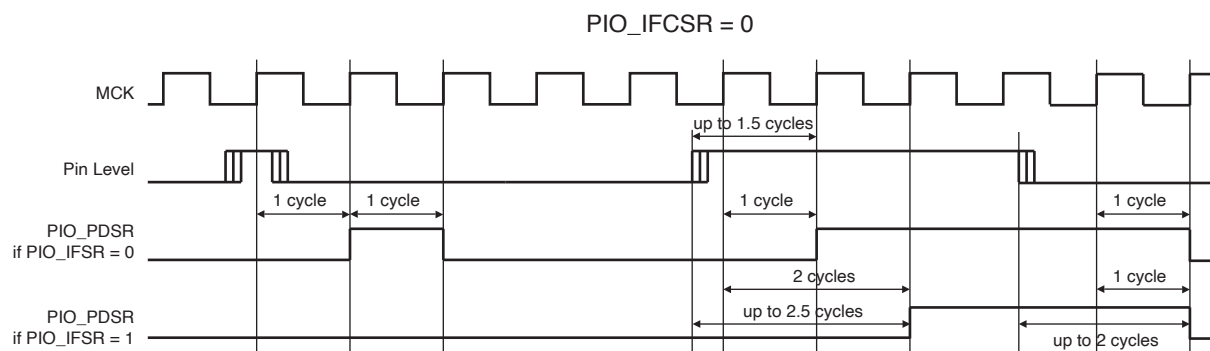 PIO_IFCSR = 0
MCK
up to 1.5 cycles
Pin Level
1 cycle
1 cycle
1 cycle
1 cycle
PIO_PDSR
if PIO_IFSR = 0
2 cycles
1 cycle
PIO_PDSR
if PIO_IFSR = 1
up to 2.5 cycles
up to 2 cycles